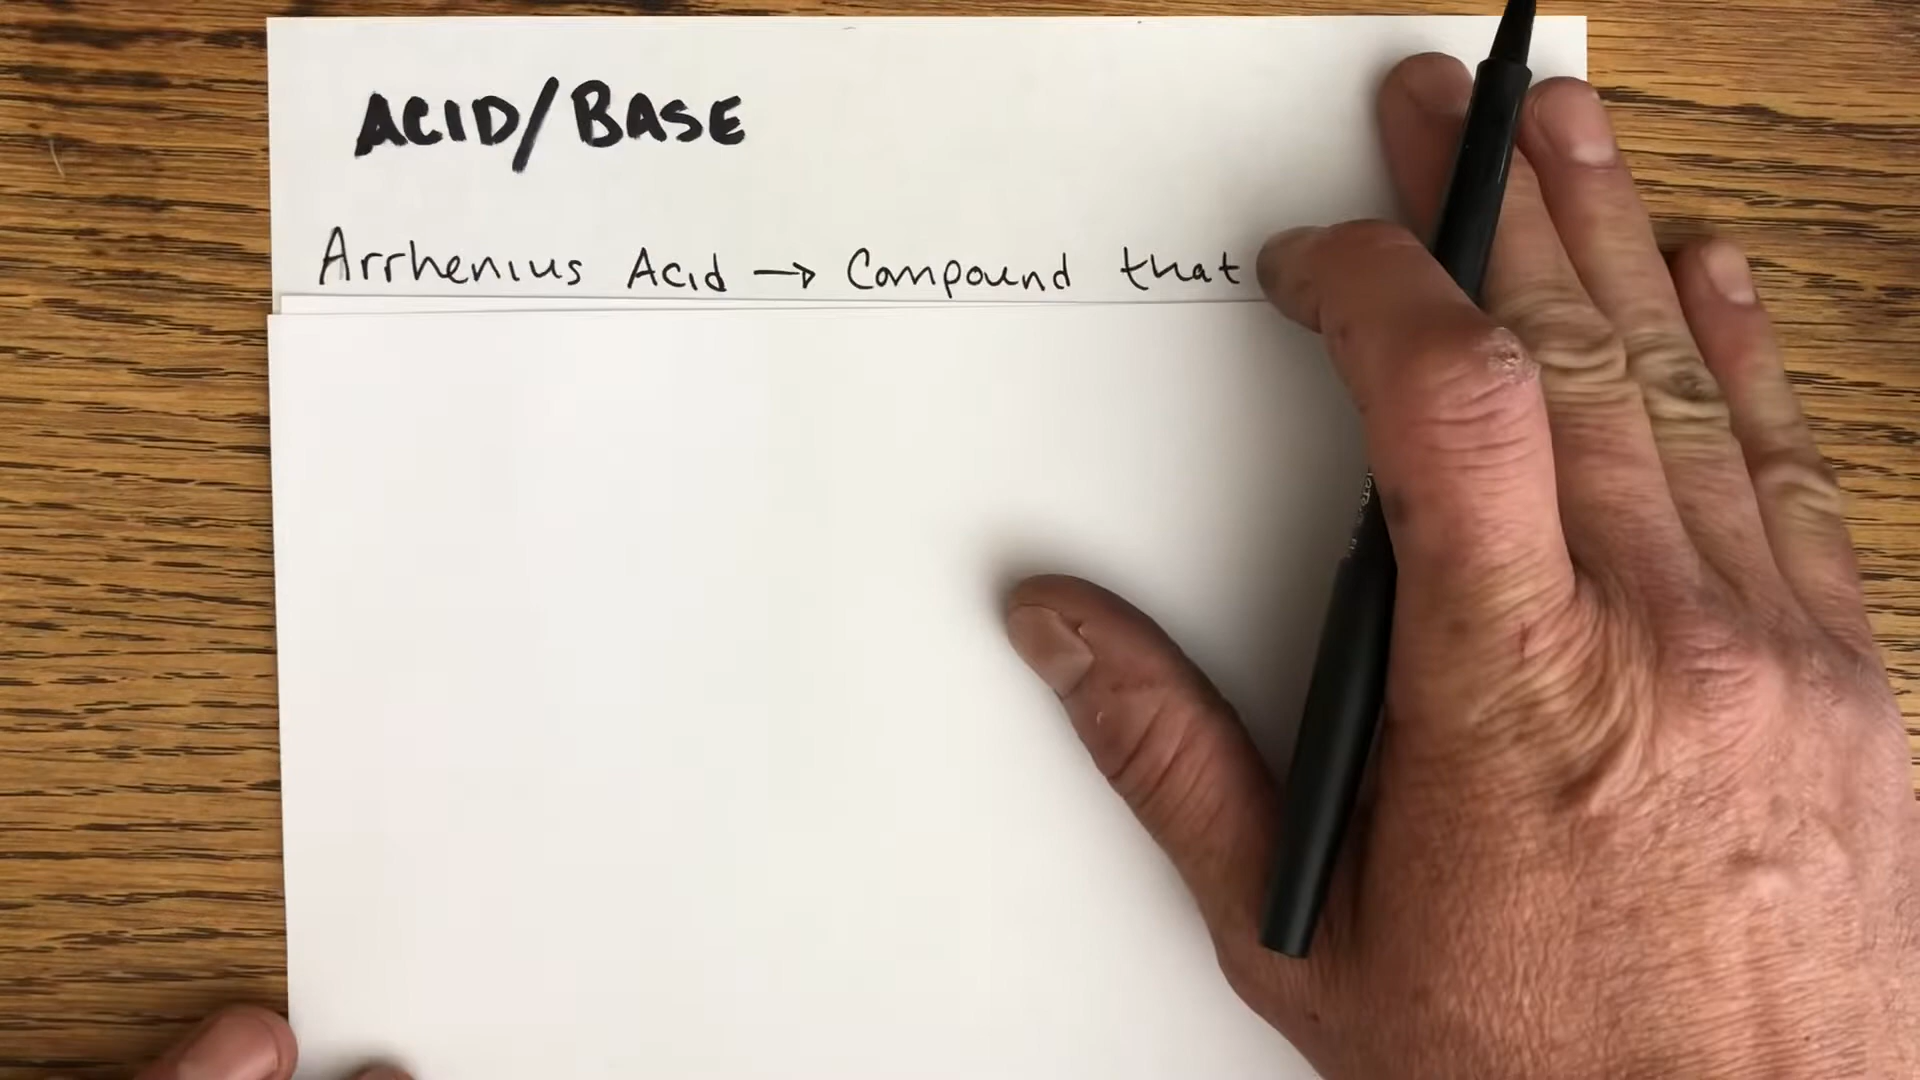 ACID/BASE
Arrhenius Acid → Compound that